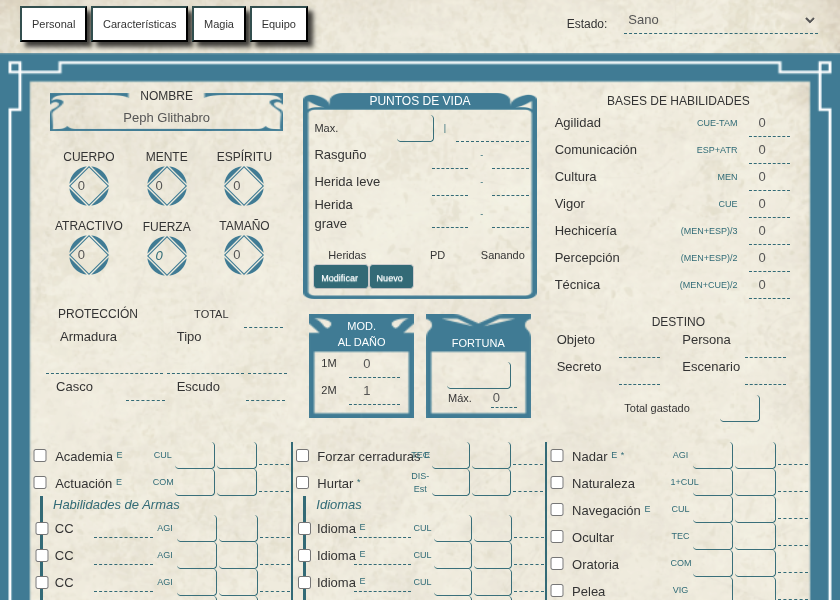 Personal Características Magia Equipo Estado: Sano
NOMBRE
Peph Glithabro
CUERPO MENTE ESPÍRITU
0 0 0
ATRACTIVO FUERZA TAMAÑO
0 0 0
PROTECCIÓN TOTAL
Armadura Tipo
Casco Escudo
PUNTOS DE VIDA
Max. |
Rasguño -
Herida leve -
Herida
grave -
Heridas PD Sanando
Modificar Nuevo
MOD.
AL DAÑO
1M 0
2M 1
FORTUNA
Máx. 0
BASES DE HABILIDADES
Agilidad CUE-TAM 0
Comunicación ESP+ATR 0
Cultura MEN 0
Vigor CUE 0
Hechicería (MEN+ESP)/3 0
Percepción (MEN+ESP)/2 0
Técnica (MEN+CUE)/2 0
DESTINO
Objeto Persona
Secreto Escenario
Total gastado
Academia E CUL
Actuación E COM
Habilidades de Armas
CC AGI
CC AGI
CC AGI
Forzar cerraduras E TEC
Hurtar * DIS-
Est
Idiomas
Idioma E CUL
Idioma E CUL
Idioma E CUL
Nadar E * AGI
Naturaleza 1+CUL
Navegación E CUL
Ocultar TEC
Oratoria COM
Pelea VIG